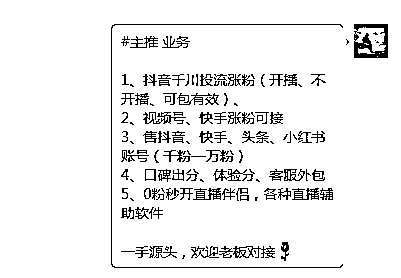 #主推 业务
1、抖音千川投流涨粉（开播、不
开播、可包有效）、
2、视频号、快手涨粉可接
3、售抖音、快手、头条、小红书
账号（千粉一万粉）
4、口碑出分、体验分、客服外包
5、0粉秒开直播伴侣，各种直播辅
助软件
一手源头，欢迎老板对接